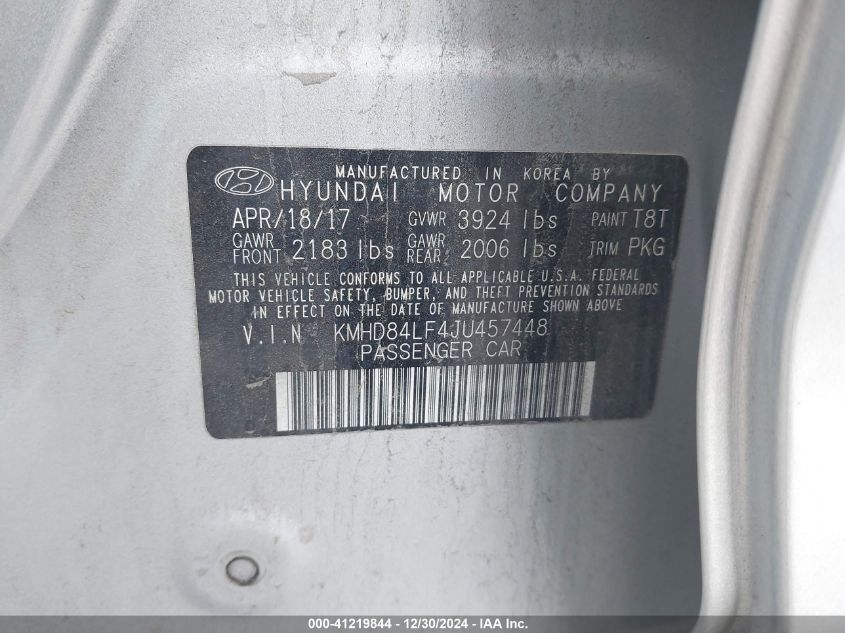 MANUFACTURED IN KOREA BY
HYUNDAI MOTOR COMPANY
APR/18/17 GVWR 3924 lbs PAINT T8T
GAWR FRONT 2183 lbs GAWR REAR 2006 lbs TRIM PKG
THIS VEHICLE CONFORMS TO ALL APPLICABLE U.S.A. FEDERAL
MOTOR VEHICLE SAFETY, BUMPER, AND THEFT PREVENTION STANDARDS
IN EFFECT ON THE DATE OF MANUFACTURE SHOWN ABOVE
V.I.N KMHD84LF4JU457448
PASSENGER CAR
000-41219844 - 12/30/2024 - IAA Inc.